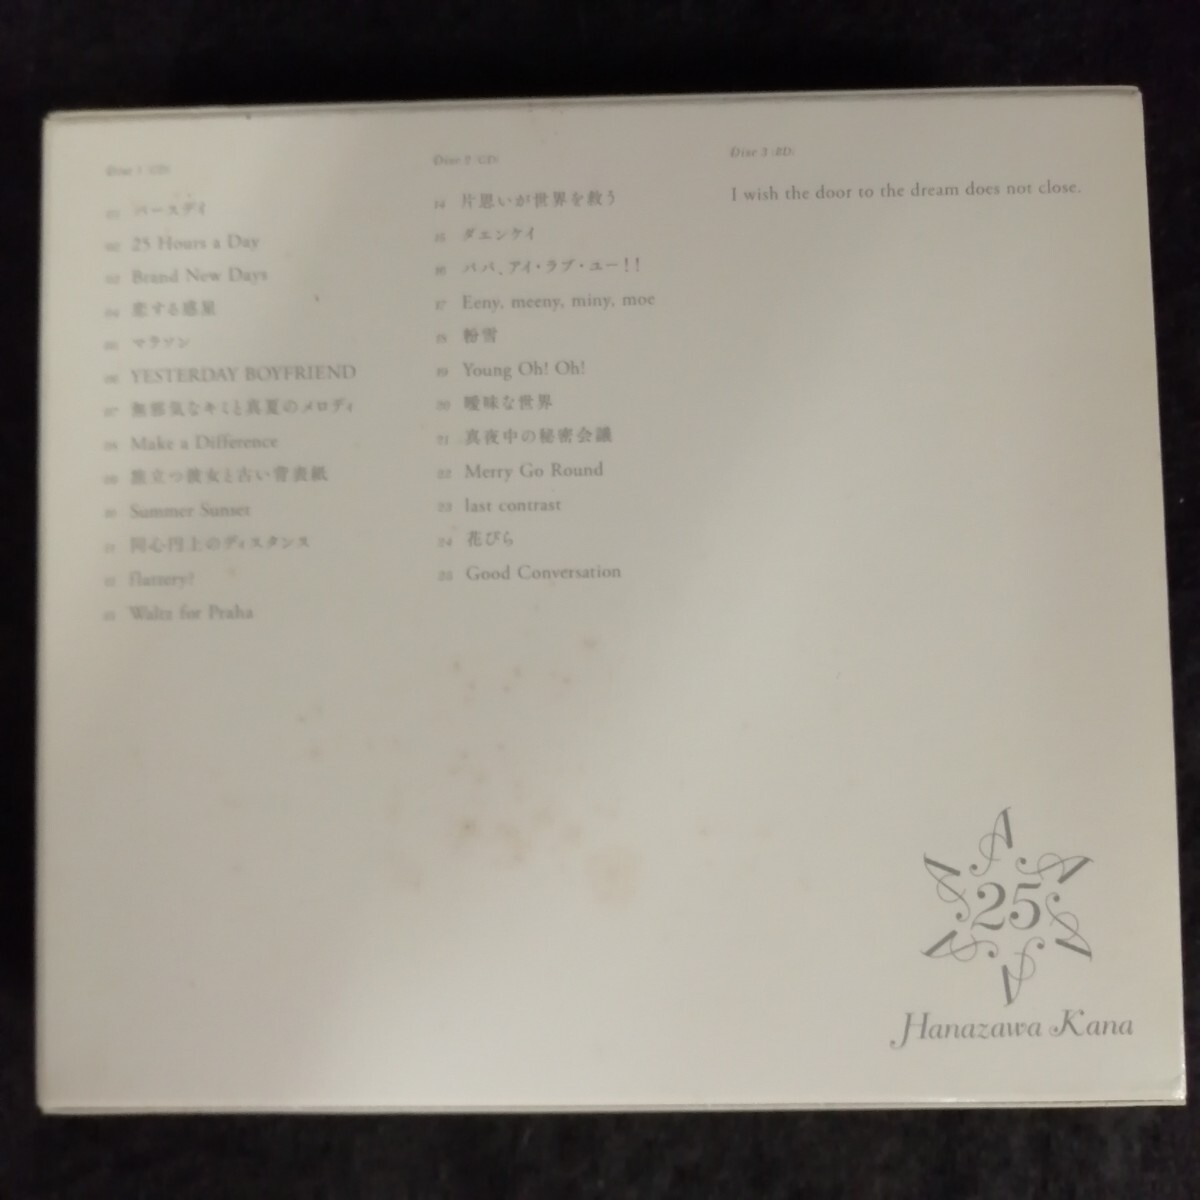 Disc 1 :CD:
01 バースデイ
02 25 Hours a Day
03 Brand New Days
04 恋する惑星
05 マラソン
06 YESTERDAY BOYFRIEND
07 無邪気なキミと真夏のメロディ
08 Make a Difference
09 旅立つ彼女と古い背表紙
10 Summer Sunset
11 同心円上のディスタンス
12 flattery?
13 Waltz for Praha
Disc 2 :CD:
14 片思いが世界を救う
15 ダエンケイ
16 パパ、アイ・ラブ・ユー!!
17 Eeny, meeny, miny, moe
18 粉雪
19 Young Oh! Oh!
20 曖昧な世界
21 真夜中の秘密会議
22 Merry Go Round
23 last contrast
24 花びら
25 Good Conversation
Disc 3 :BD:
I wish the door to the dream does not close.
25
Hanazawa Kana